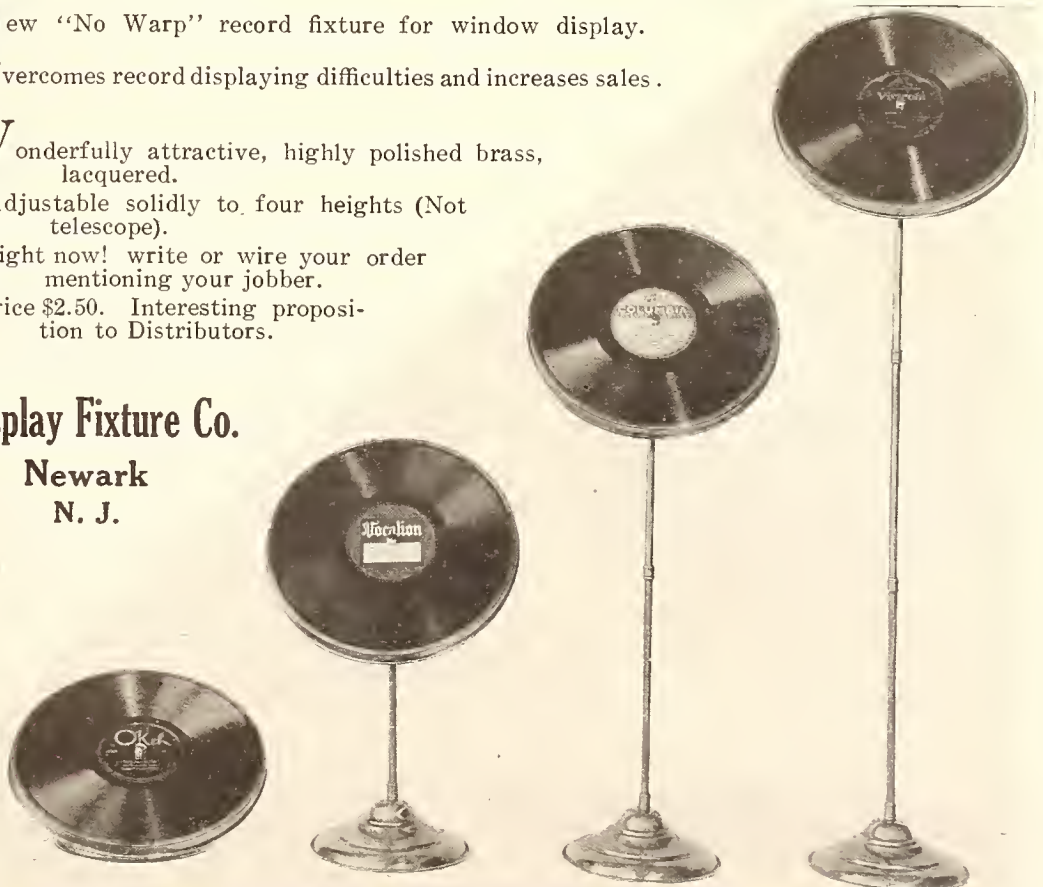 ew “No Warp” record fixture for window display.
vercomes record displaying difficulties and increases sales.
onderfully attractive, highly polished brass,
lacquered.
djustable solidly to four heights (Not
telescope).
ight now! write or wire your order
mentioning your jobber.
rice $2.50. Interesting proposi-
tion to Distributors.
play Fixture Co.
Newark
N. J.
OKeh
Vocalion
COLUMBIA
Victrola